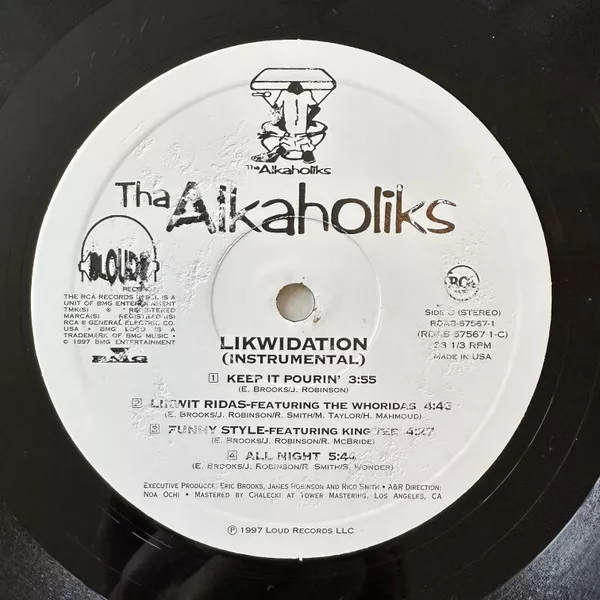 Tha Alkaholiks
Tha Alkaholiks
LOUD
THE RCA RECORDS LABEL IS A
UNIT OF BMG ENTERTAINMENT
TMK(S) ® REGISTERED
MARCA(S) REGISTRADA(S)
RCA ® GENERAL ELECTRIC CO.
USA • BMG LOGO IS A
TRADEMARK OF BMG MUSIC •
© 1997 BMG ENTERTAINMENT
BMG
RCA
SIDE (STEREO)
RDAB-67567-1
(RDAB-67567-1-C)
33 1/3 RPM
MADE IN USA
LIKWIDATION
(INSTRUMENTAL)
1 KEEP IT POURIN' 3:55
(E. BROOKS/J. ROBINSON)
2 LIKWIT RIDAS-FEATURING THE WHORIDAS 4:43
(E. BROOKS/J. ROBINSON/R. SMITH/M. TAYLOR/H. MAHMOUD)
3 FUNNY STYLE-FEATURING KING TEE 4:27
(E. BROOKS/J. ROBINSON/R. McBRIDE)
4 ALL NIGHT 5:44
(E. BROOKS/J. ROBINSON/R. SMITH/S. WONDER)
EXECUTIVE PRODUCER: ERIC BROOKS, JAMES ROBINSON AND RICO SMITH • A&R DIRECTION:
NOA OCHI • MASTERED BY CHALECKI AT TOWER MASTERING, LOS ANGELES, CA
℗ 1997 LOUD RECORDS LLC